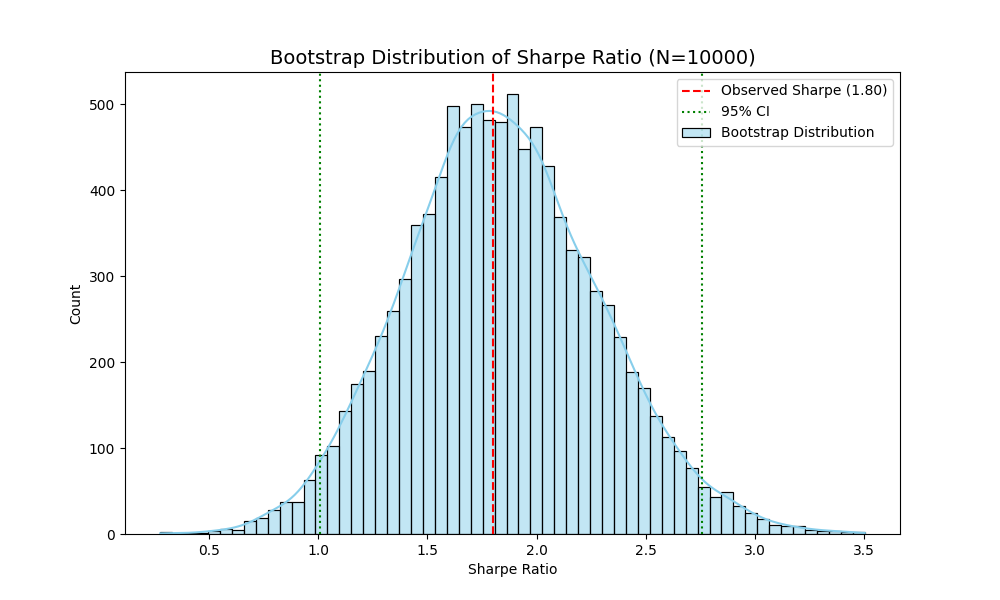 Bootstrap Distribution of Sharpe Ratio (N=10000)
Observed Sharpe (1.80)
95% CI
Bootstrap Distribution
500
400
300
200
100
0
Count
0.5 1.0 1.5 2.0 2.5 3.0 3.5
Sharpe Ratio